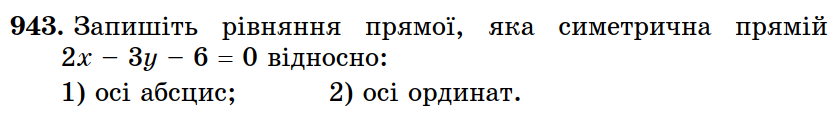 943. Запишіть рівняння прямої, яка симетрична прямій
2x − 3y − 6 = 0 відносно:
1) осі абсцис; 2) осі ординат.